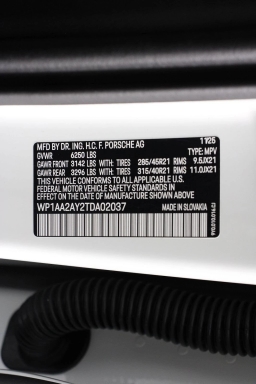 MFD BY DR. ING. H.C. F. PORSCHE AG 11/25
GVWR 6250 LBS TYPE: MPV
GAWR FRONT 3142 LBS WITH TIRES 285/45R21 RIMS 9.5JX21
GAWR REAR 3296 LBS WITH TIRES 315/40R21 RIMS 11.0JX21
THIS VEHICLE CONFORMS TO ALL APPLICABLE U.S.
FEDERAL MOTOR VEHICLE SAFETY STANDARDS IN
EFFECT ON THE DATE OF MANUFACTURE SHOWN ABOVE.
WP1AA2AY2TDA02037 MADE IN SLOVAKIA